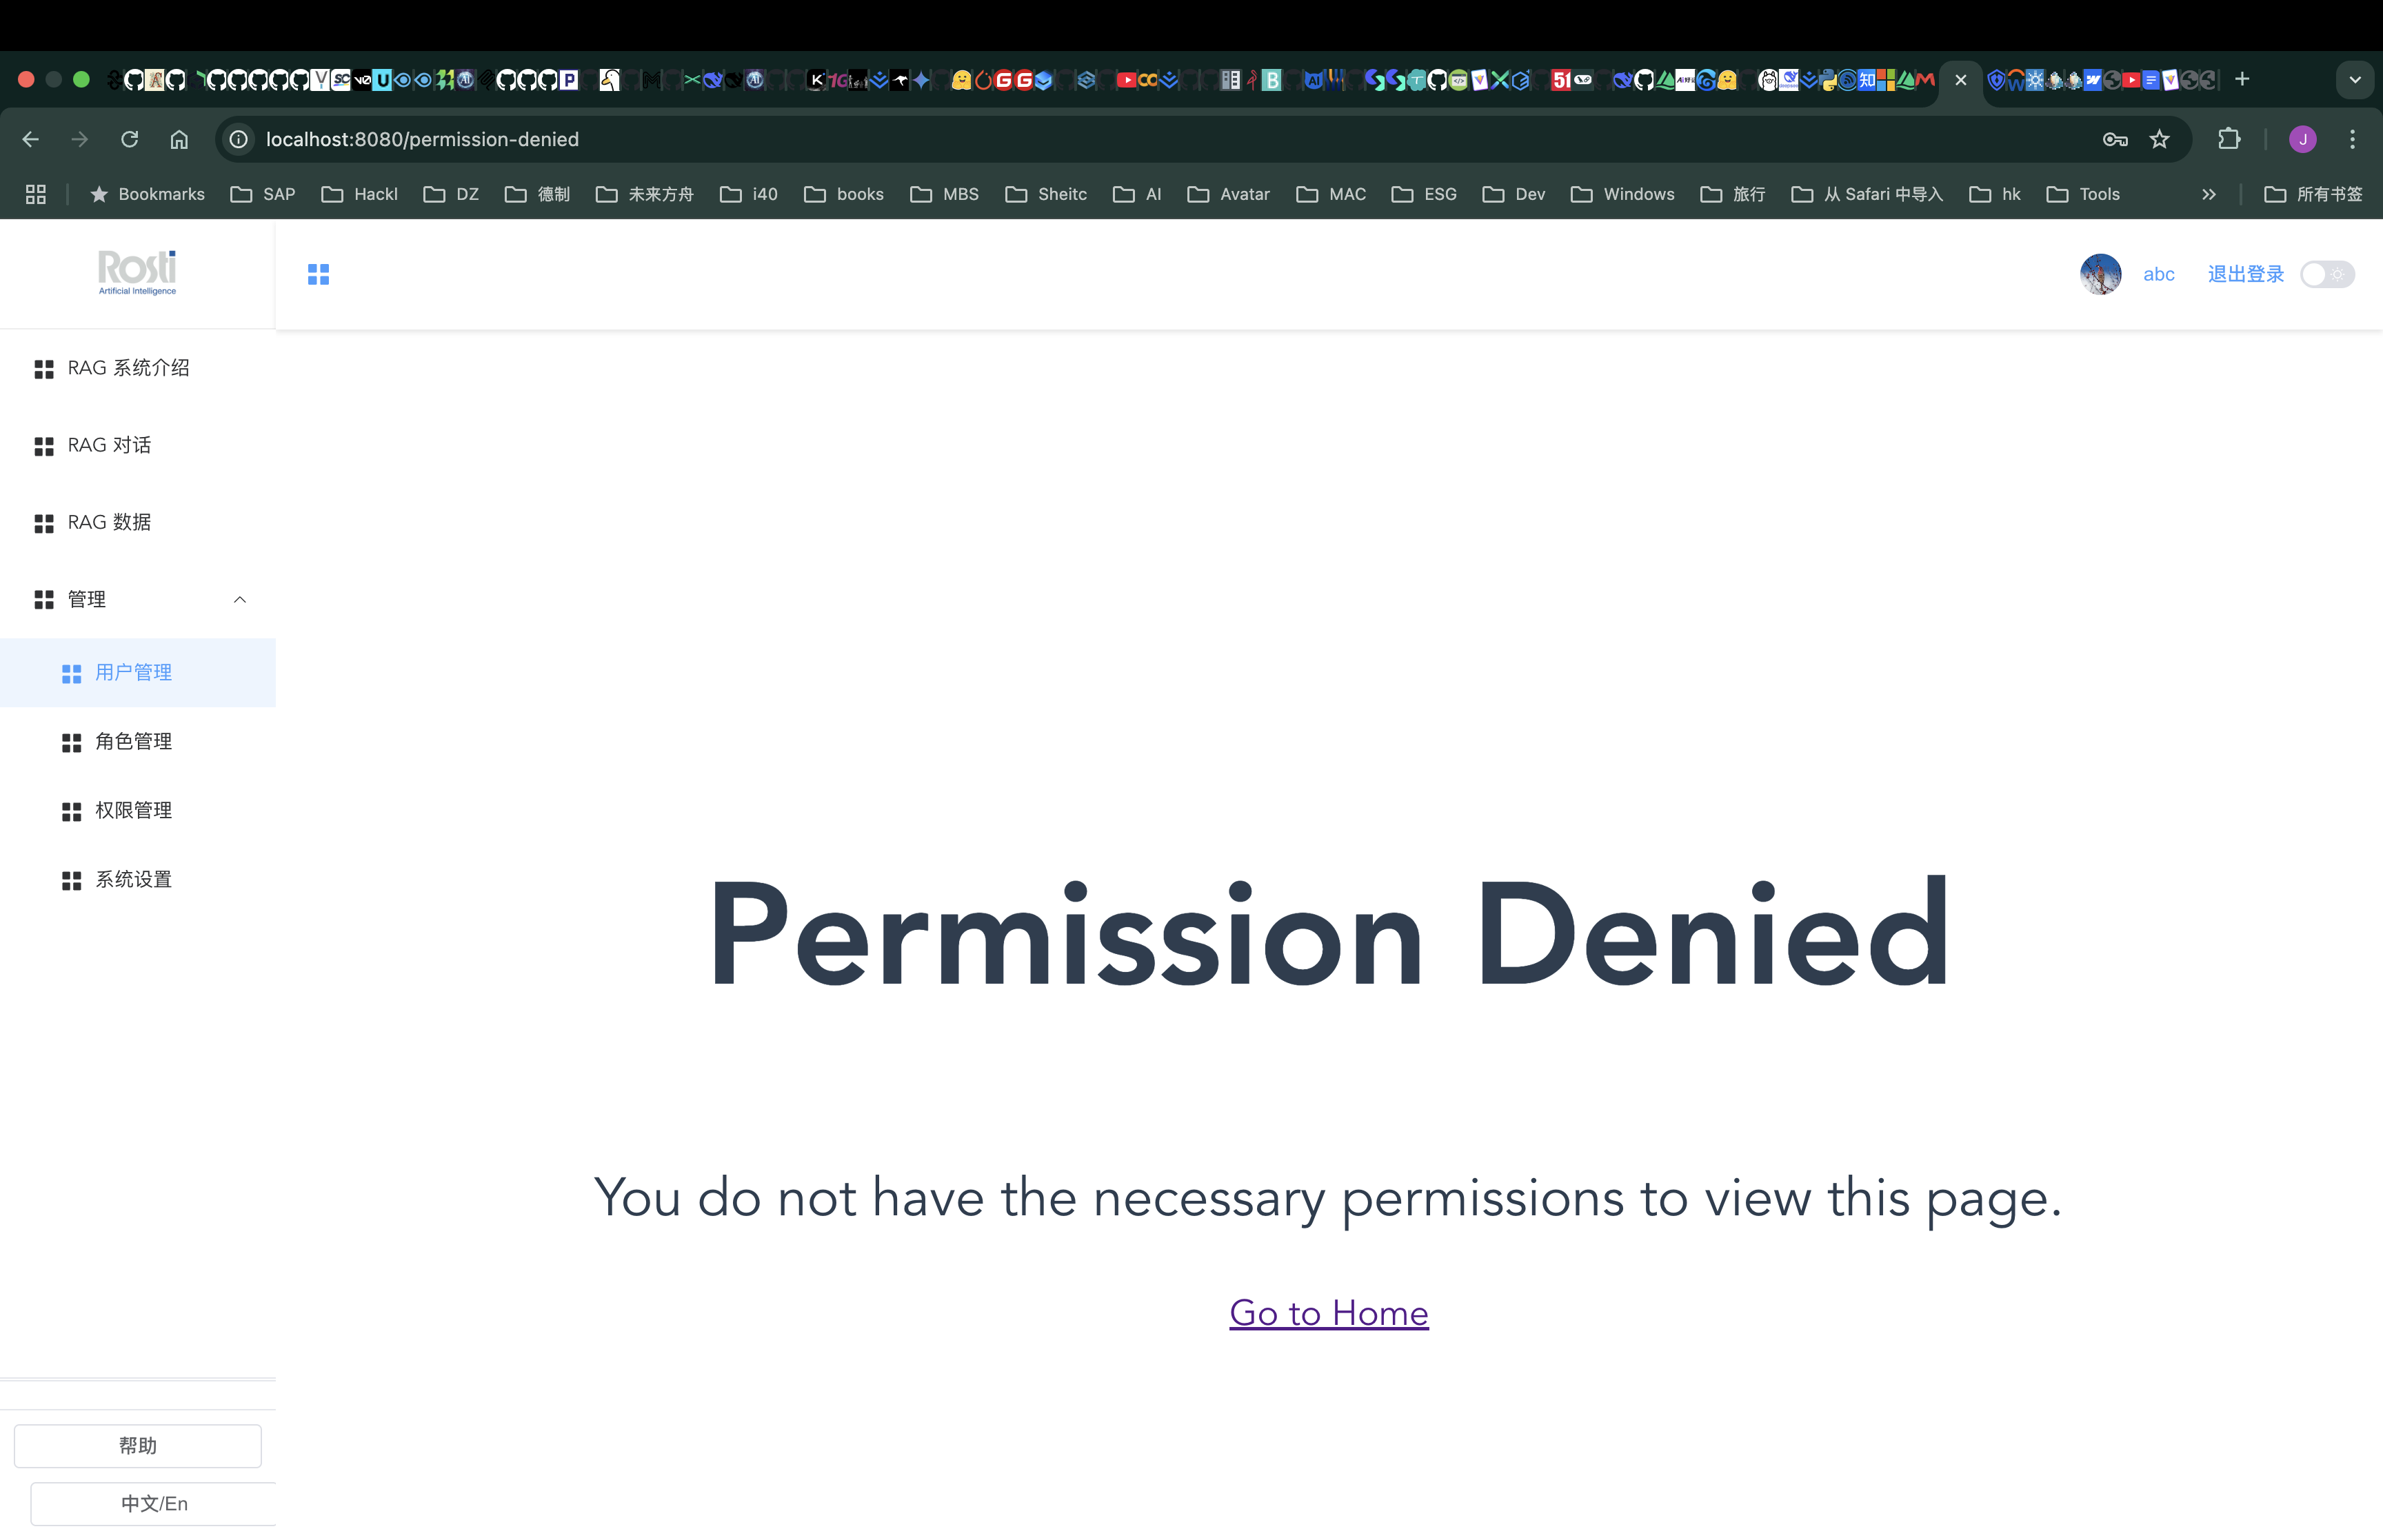 localhost:8080/permission-denied
Bookmarks SAP Hackl DZ 德制 未来方舟 i40 books MBS Sheitc AI Avatar MAC ESG Dev Windows 旅行 从 Safari 中导入 hk Tools 所有书签
J
Rosti
Artificial Intelligence
abc 退出登录
RAG 系统介绍
RAG 对话
RAG 数据
管理
用户管理
角色管理
权限管理
系统设置
Permission Denied
You do not have the necessary permissions to view this page.
Go to Home
帮助
中文/En